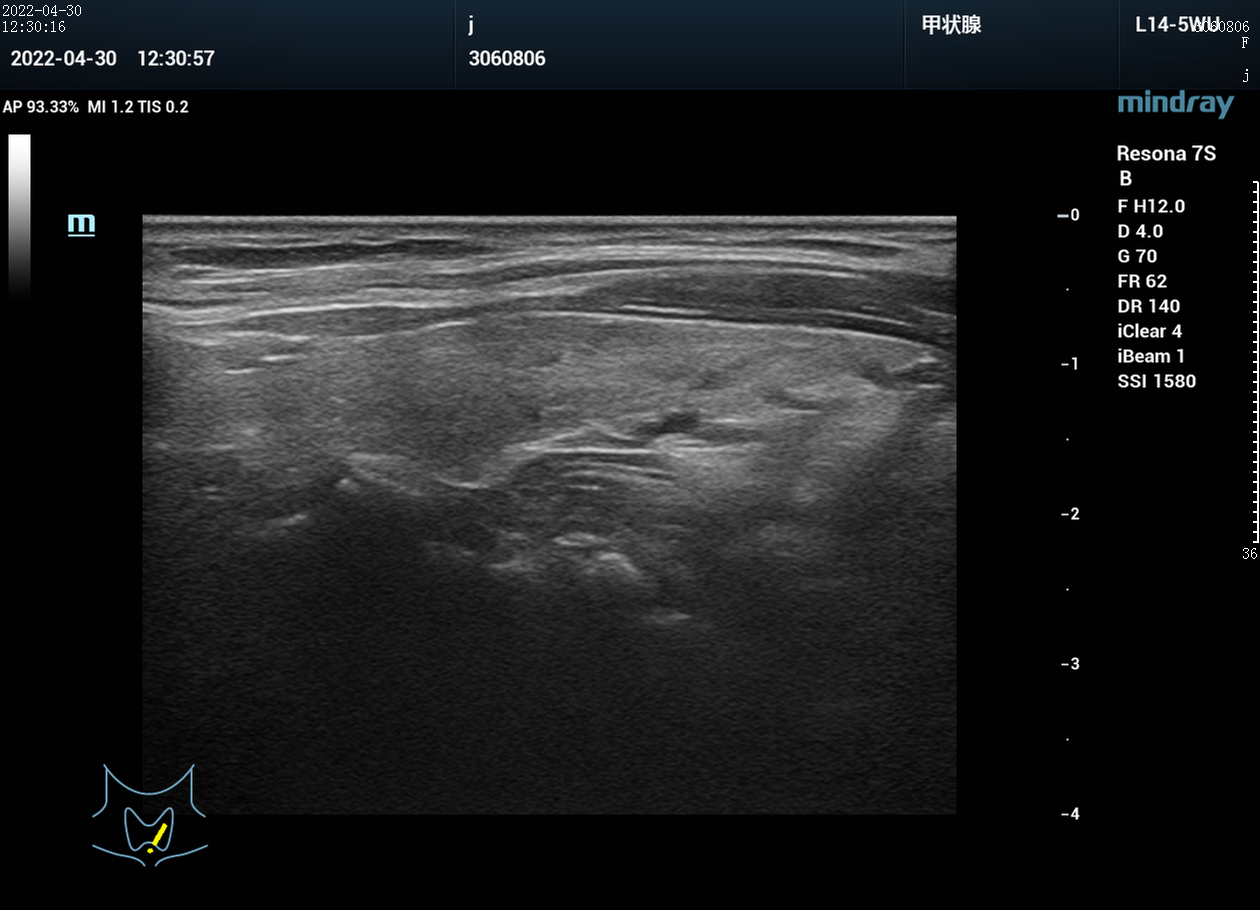 2022-04-30
12:30:16
2022-04-30 12:30:57
j
3060806
甲状腺
L14-5WU
3060806
F
j
AP 93.33% MI 1.2 TIS 0.2
mindray
Resona 7S
B
F H12.0
D 4.0
G 70
FR 62
DR 140
iClear 4
iBeam 1
SSI 1580
m
0
-1
-2
-3
-4
36